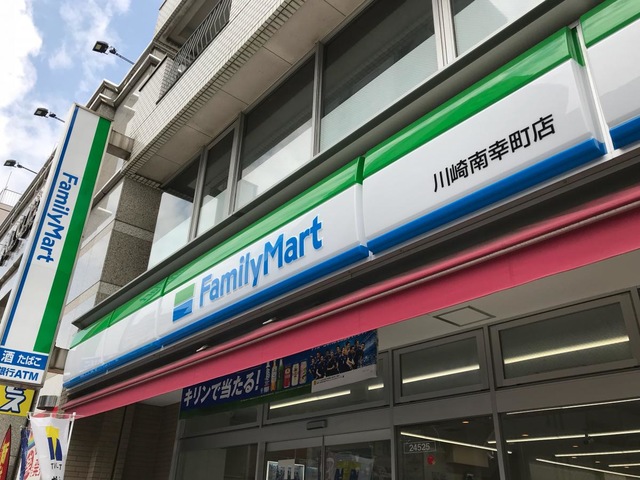 FamilyMart
川崎南幸町店
FamilyMart
酒 たばこ
銀行ATM
キリンで当たる!
24525